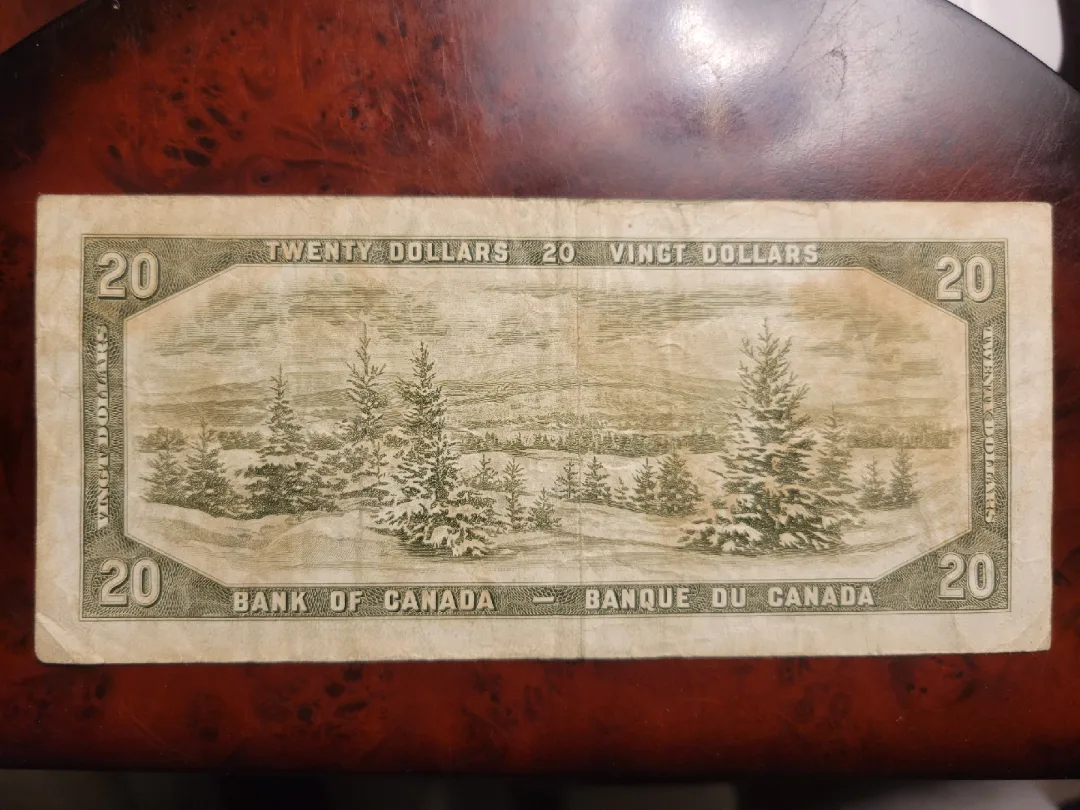 TWENTY DOLLARS 20 VINGT DOLLARS
20 20
VINGT DOLLARS
TWENTY DOLLARS
20 20
BANK OF CANADA — BANQUE DU CANADA